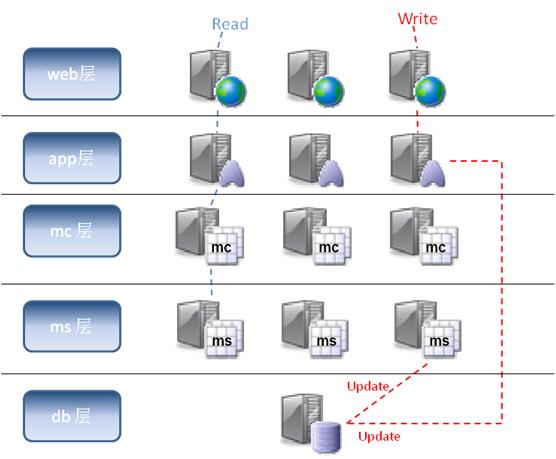 Read
Write
web层
app层
mc 层
mc
mc
mc
ms 层
ms
ms
ms
Update
db 层
Update